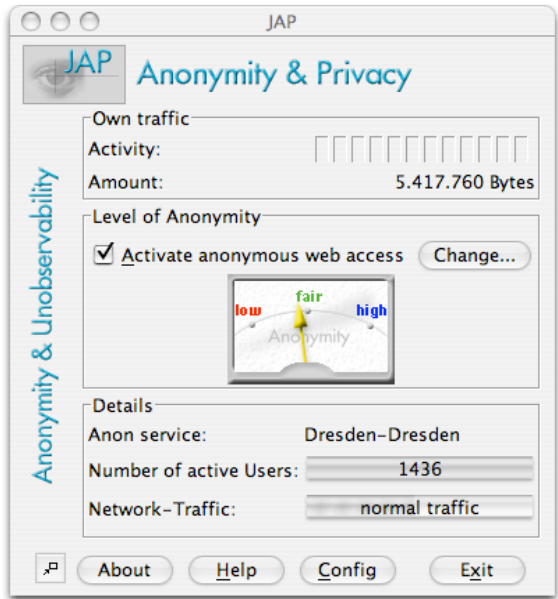 JAP
JAP
Anonymity & Privacy
Anonymity & Unobservability
Own traffic
Activity:
Amount: 5.417.760 Bytes
Level of Anonymity
Activate anonymous web access Change...
low fair high
Anonymity
Details
Anon service: Dresden-Dresden
Number of active Users: 1436
Network-Traffic: normal traffic
About Help Config Exit